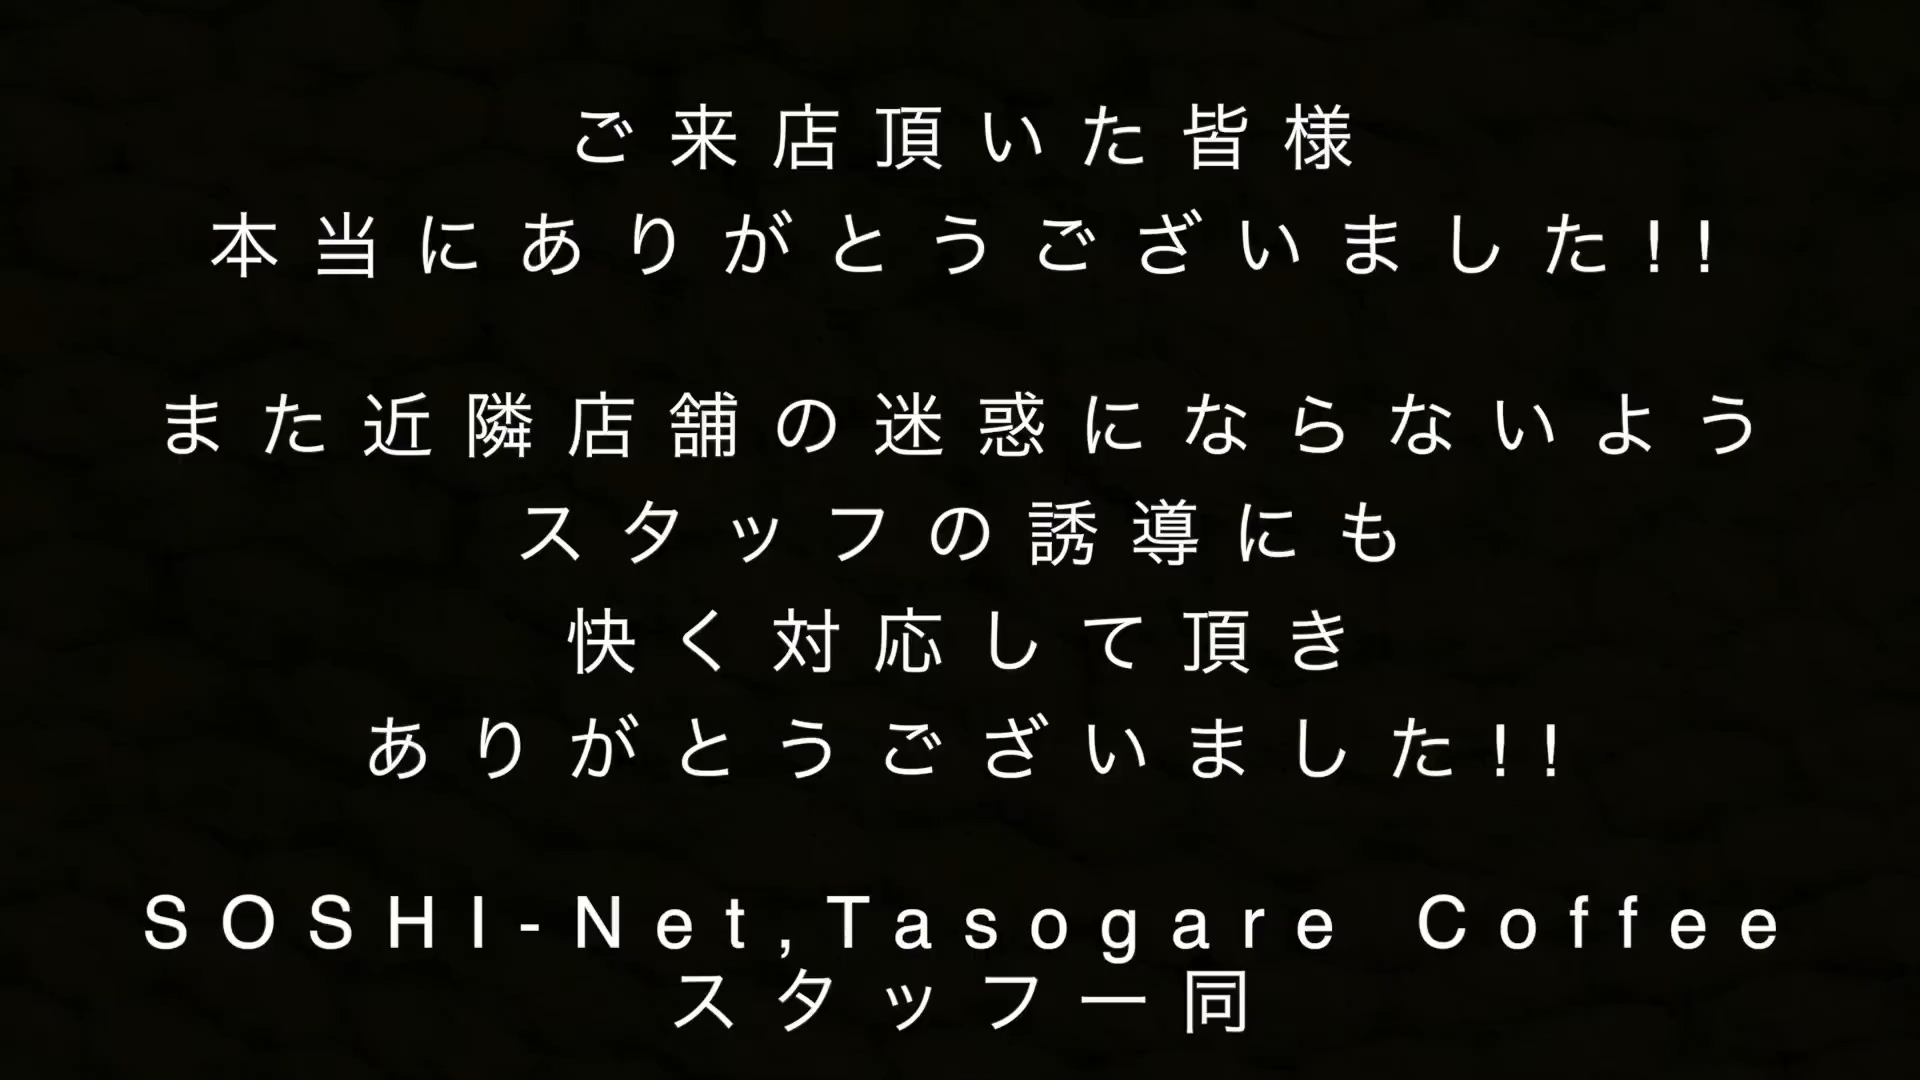 ご来店頂いた皆様
本当にありがとうございました!!
また近隣店舗の迷惑にならないよう
スタッフの誘導にも
快く対応して頂き
ありがとうございました!!
SOSHI-Net,Tasogare Coffee
スタッフ一同